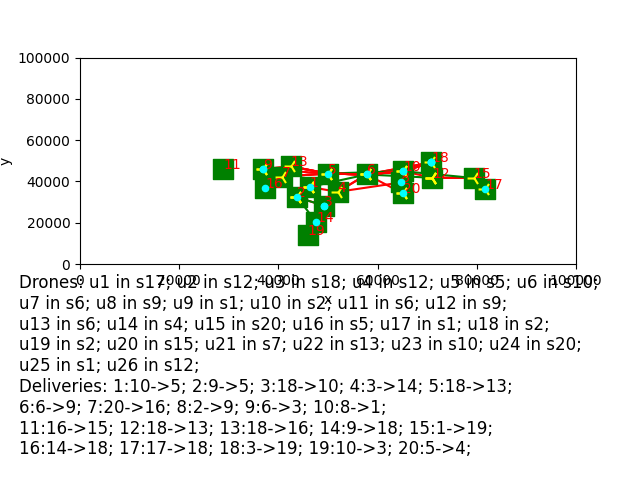 100000
80000
60000
40000
20000
0
y
11
0 20000 40000 60000 80000 100000
x
Drones: u1 in s17; u2 in s12; u3 in s18; u4 in s12; u5 in s5; u6 in s10;
u7 in s6; u8 in s9; u9 in s1; u10 in s2; u11 in s6; u12 in s9;
u13 in s6; u14 in s4; u15 in s20; u16 in s5; u17 in s1; u18 in s2;
u19 in s2; u20 in s15; u21 in s7; u22 in s13; u23 in s10; u24 in s20;
u25 in s1; u26 in s12;
Deliveries: 1:10->5; 2:9->5; 3:18->10; 4:3->14; 5:18->13;
6:6->9; 7:20->16; 8:2->9; 9:6->3; 10:8->1;
11:16->15; 12:18->13; 13:18->16; 14:9->18; 15:1->19;
16:14->18; 17:17->18; 18:3->19; 19:10->3; 20:5->4;